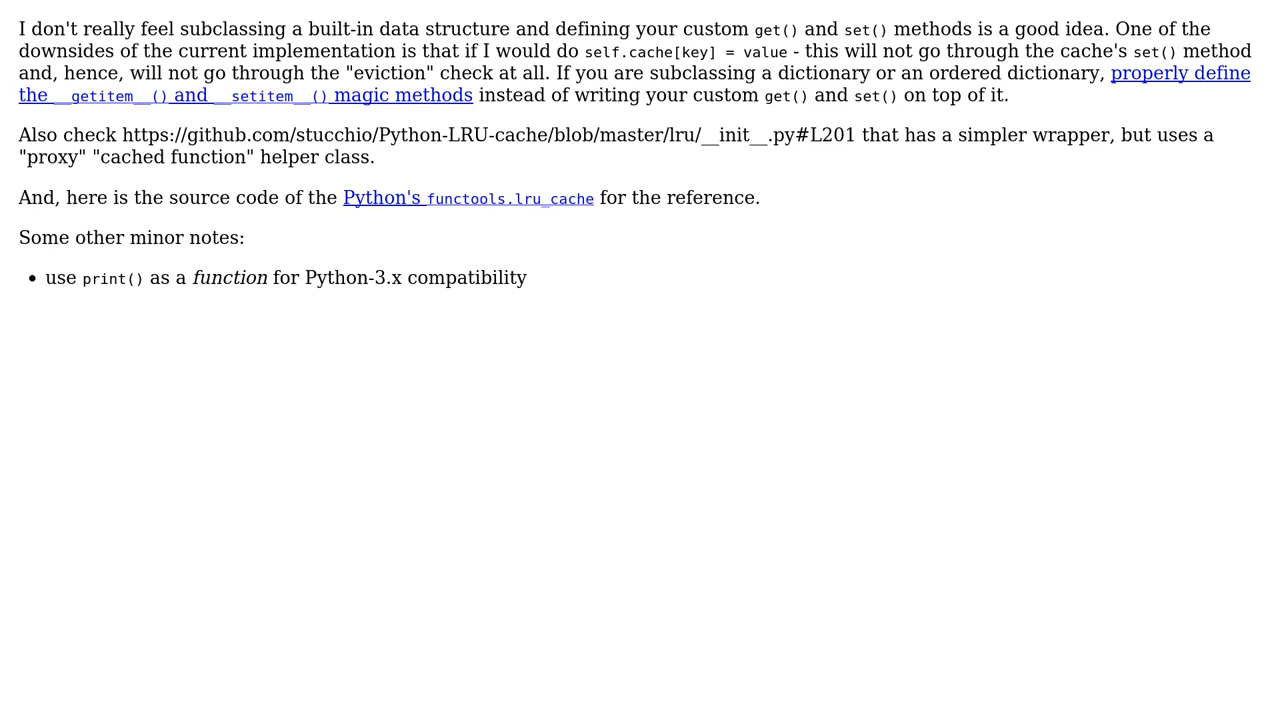 I don't really feel subclassing a built-in data structure and defining your custom get() and set() methods is a good idea. One of the
downsides of the current implementation is that if I would do self.cache[key] = value - this will not go through the cache's set() method
and, hence, will not go through the "eviction" check at all. If you are subclassing a dictionary or an ordered dictionary, properly define
the __getitem__() and __setitem__() magic methods instead of writing your custom get() and set() on top of it.
Also check https://github.com/stucchio/Python-LRU-cache/blob/master/lru/__init__.py#L201 that has a simpler wrapper, but uses a
"proxy" "cached function" helper class.
And, here is the source code of the Python's functools.lru_cache for the reference.
Some other minor notes:
• use print() as a function for Python-3.x compatibility